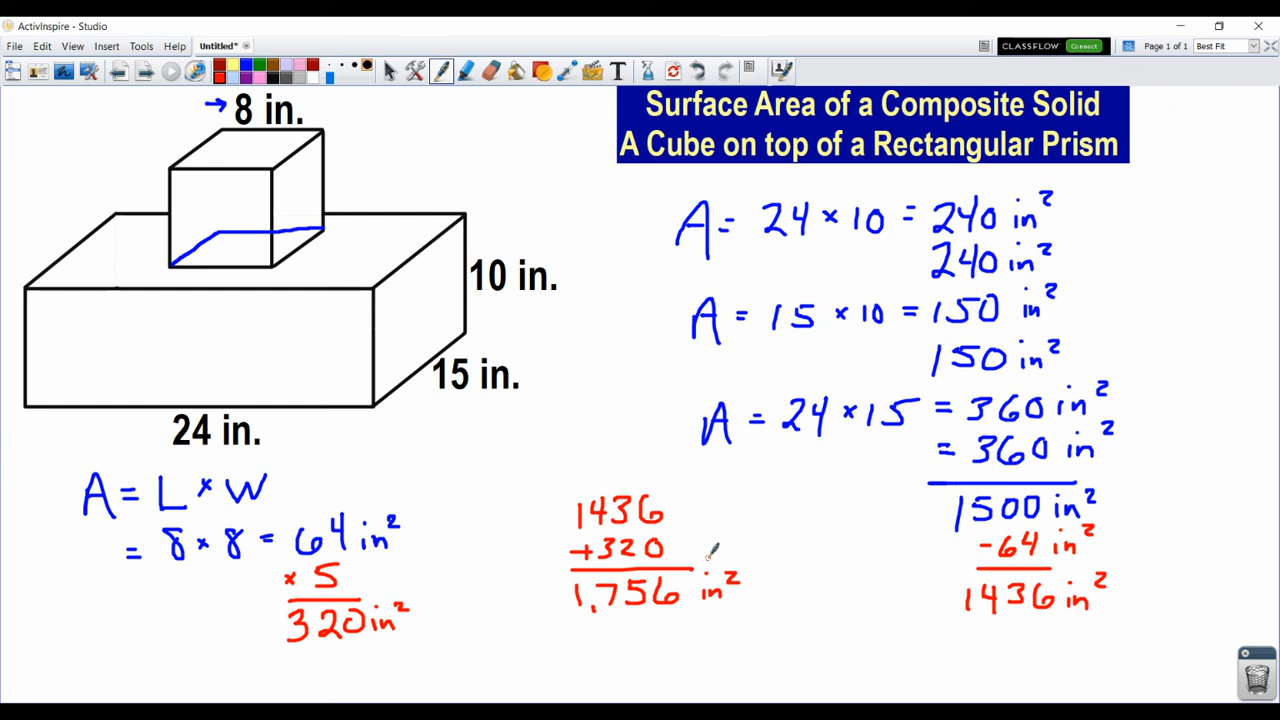 ActivInspire - Studio
File Edit View Insert Tools Help Untitled* CLASSFLOW Connect Page 1 of 1 Best Fit
→ 8 in.
10 in.
15 in.
24 in.
Surface Area of a Composite Solid
A Cube on top of a Rectangular Prism
A = 24 × 10 = 240 in²
240 in²
A = 15 × 10 = 150 in²
150 in²
A = 24 × 15 = 360 in²
= 360 in²
1500 in²
-64 in²
1436 in²
A = L × W
= 8 × 8 = 64 in²
× 5
320 in²
1436
+320
1,756 in²